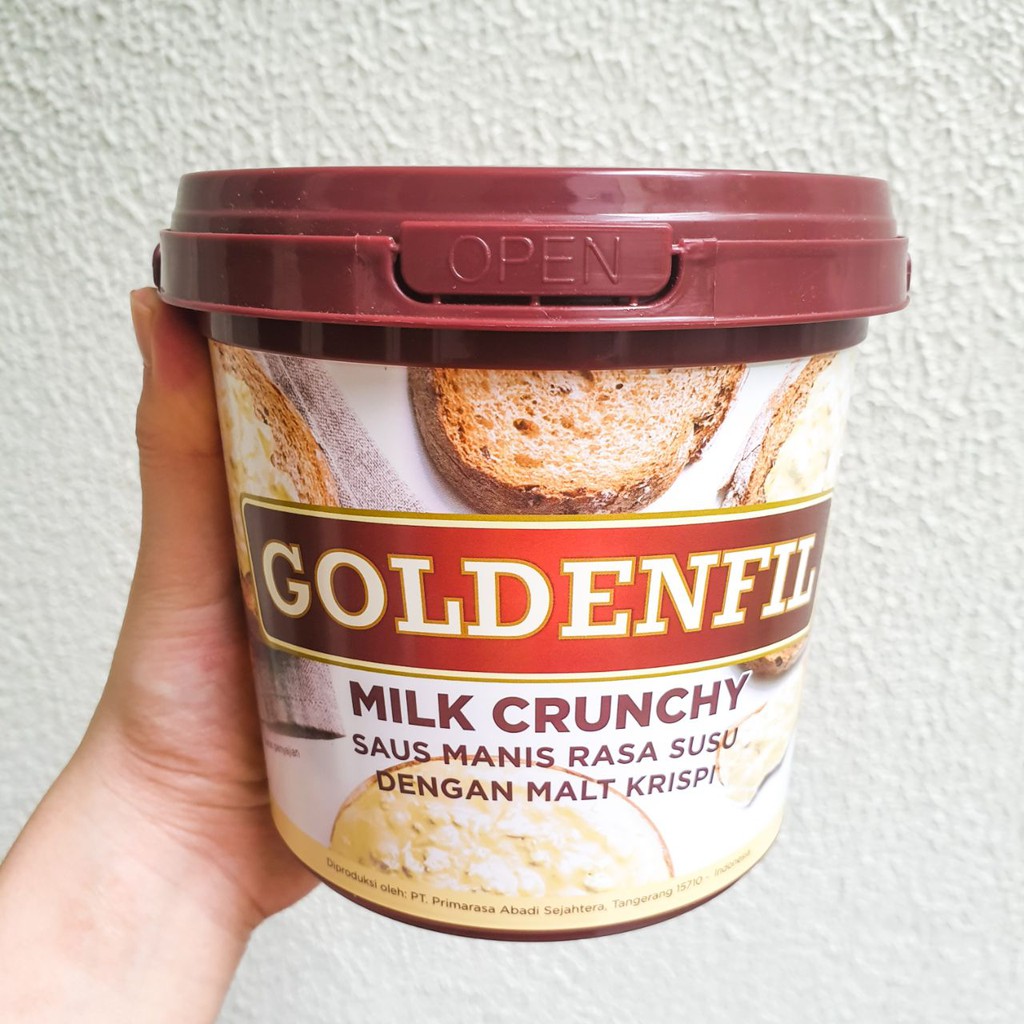 OPEN
GOLDENFIL
MILK CRUNCHY
SAUS MANIS RASA SUSU
DENGAN MALT KRISPI
penyajian
Diproduksi oleh: PT. Primarasa Abadi Sejahtera, Tangerang 15710 - Indonesia